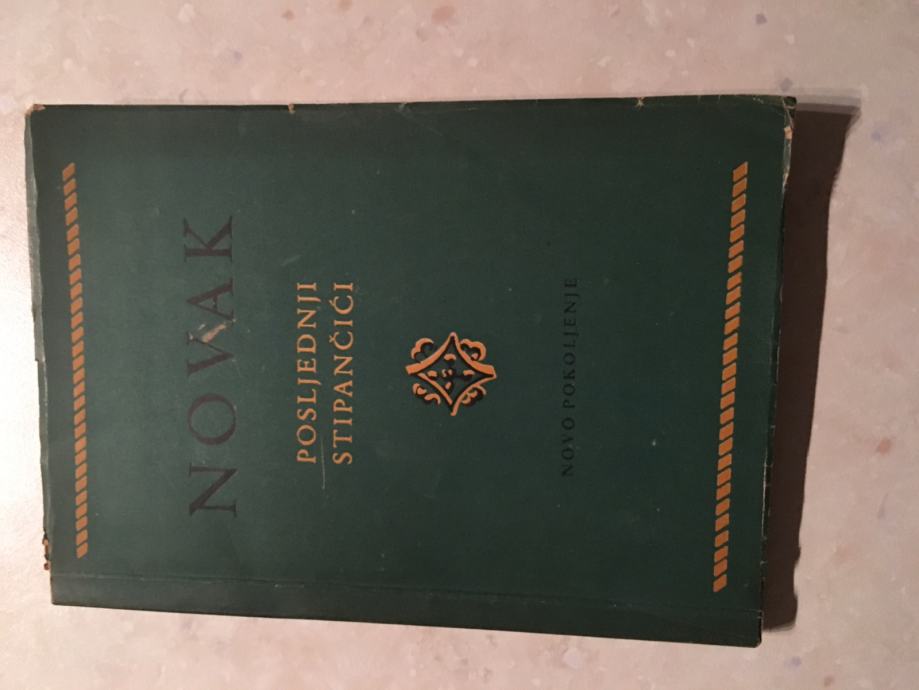 NOVAK
POSLJEDNJI
STIPANČIĆI
NOVO POKOLJENJE